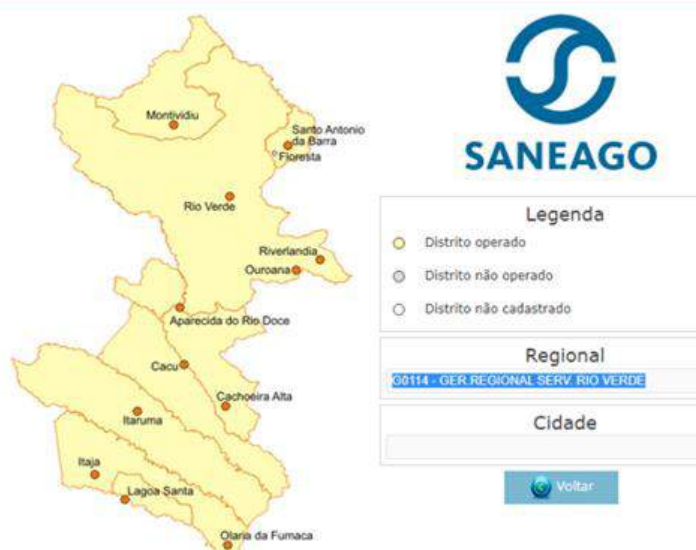 Montividiu
Santo Antonio
da Barra
Floresta
Rio Verde
Riverlandia
Ouroana
Aparecida do Rio Doce
Cacu
Cachoeira Alta
Itaruma
Itaja
Lagoa Santa
Olaria da Fumaca
SANEAGO
Legenda
Distrito operado
Distrito não operado
Distrito não cadastrado
Regional
G0114 - GER.REGIONAL SERV. RIO VERDE
Cidade
Voltar